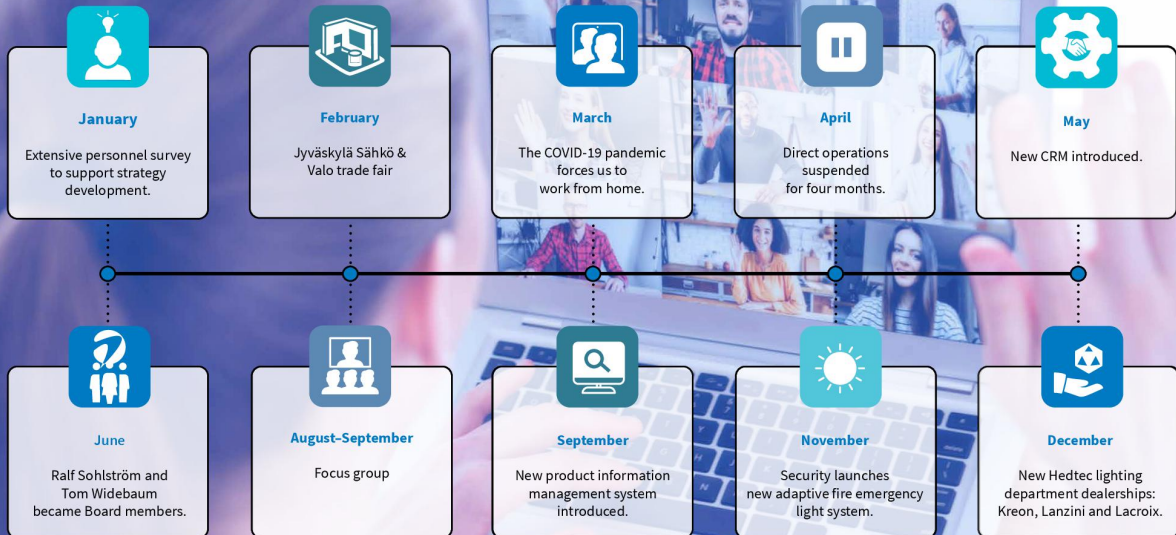 January
Extensive personnel survey
to support strategy
development.
February
Jyväskylä Sähkö &
Valo trade fair
March
The COVID-19 pandemic
forces us to
work from home.
April
Direct operations
suspended
for four months.
May
New CRM introduced.
June
Ralf Sohlström and
Tom Widebaum
became Board members.
August–September
Focus group
September
New product information
management system
introduced.
November
Security launches
new adaptive fire emergency
light system.
December
New Hedtec lighting
department dealerships:
Kreon, Lanzini and Lacroix.